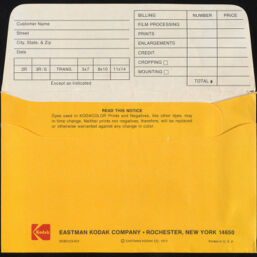 BILLING NUMBER PRICE
Customer Name
FILM PROCESSING
Street
PRINTS
City, State, & Zip
ENLARGEMENTS
Date
CREDIT
CROPPING
2R 3R/S TRANS. 5x7 8x10 11x14
MOUNTING
Except as Indicated
TOTAL
READ THIS NOTICE
Dyes used in KODACOLOR Prints and Negatives, like other dyes, may
in time change. Neither prints nor negatives, therefore, will be replaced
or otherwise warranted against any change in color.
Kodak
EASTMAN KODAK COMPANY • ROCHESTER, NEW YORK 14650
© EASTMAN KODAK CO.
Printed in U. S. A.